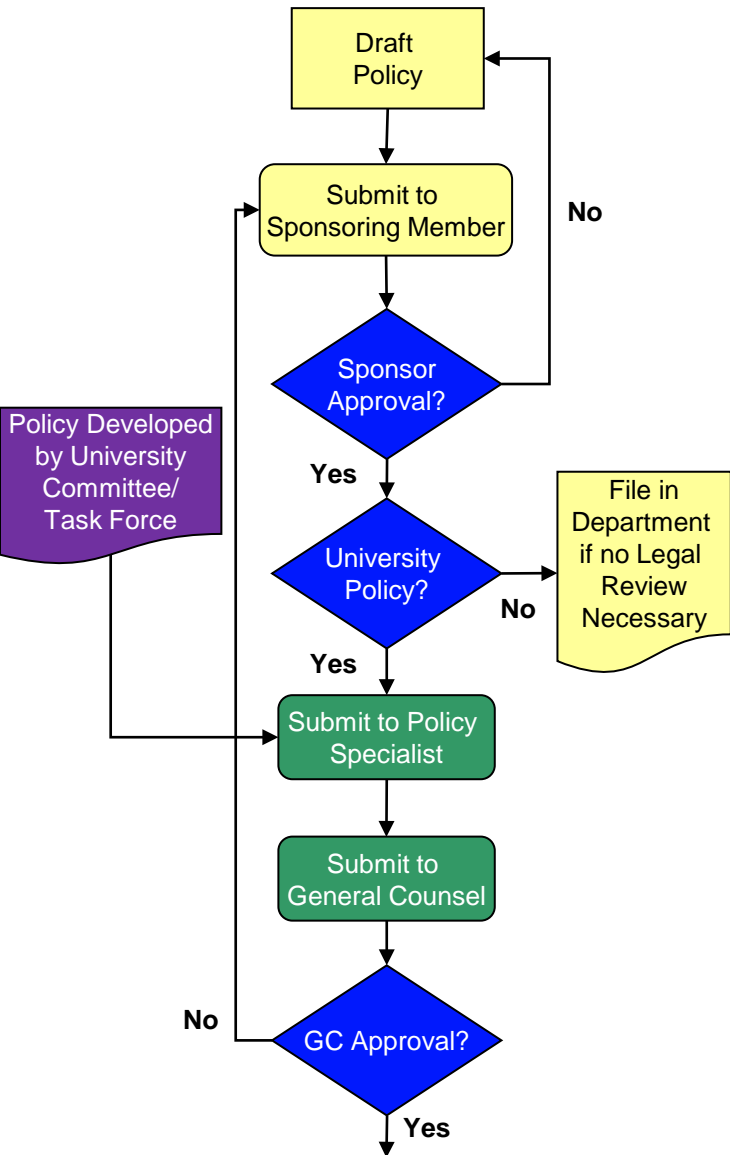 Draft
Policy
Submit to
Sponsoring Member
No
Sponsor
Approval?
Policy Developed
by University
Committee/
Task Force
Yes
File in
Department
if no Legal
Review
Necessary
University
Policy?
No
Yes
Submit to Policy
Specialist
Submit to
General Counsel
No
GC Approval?
Yes